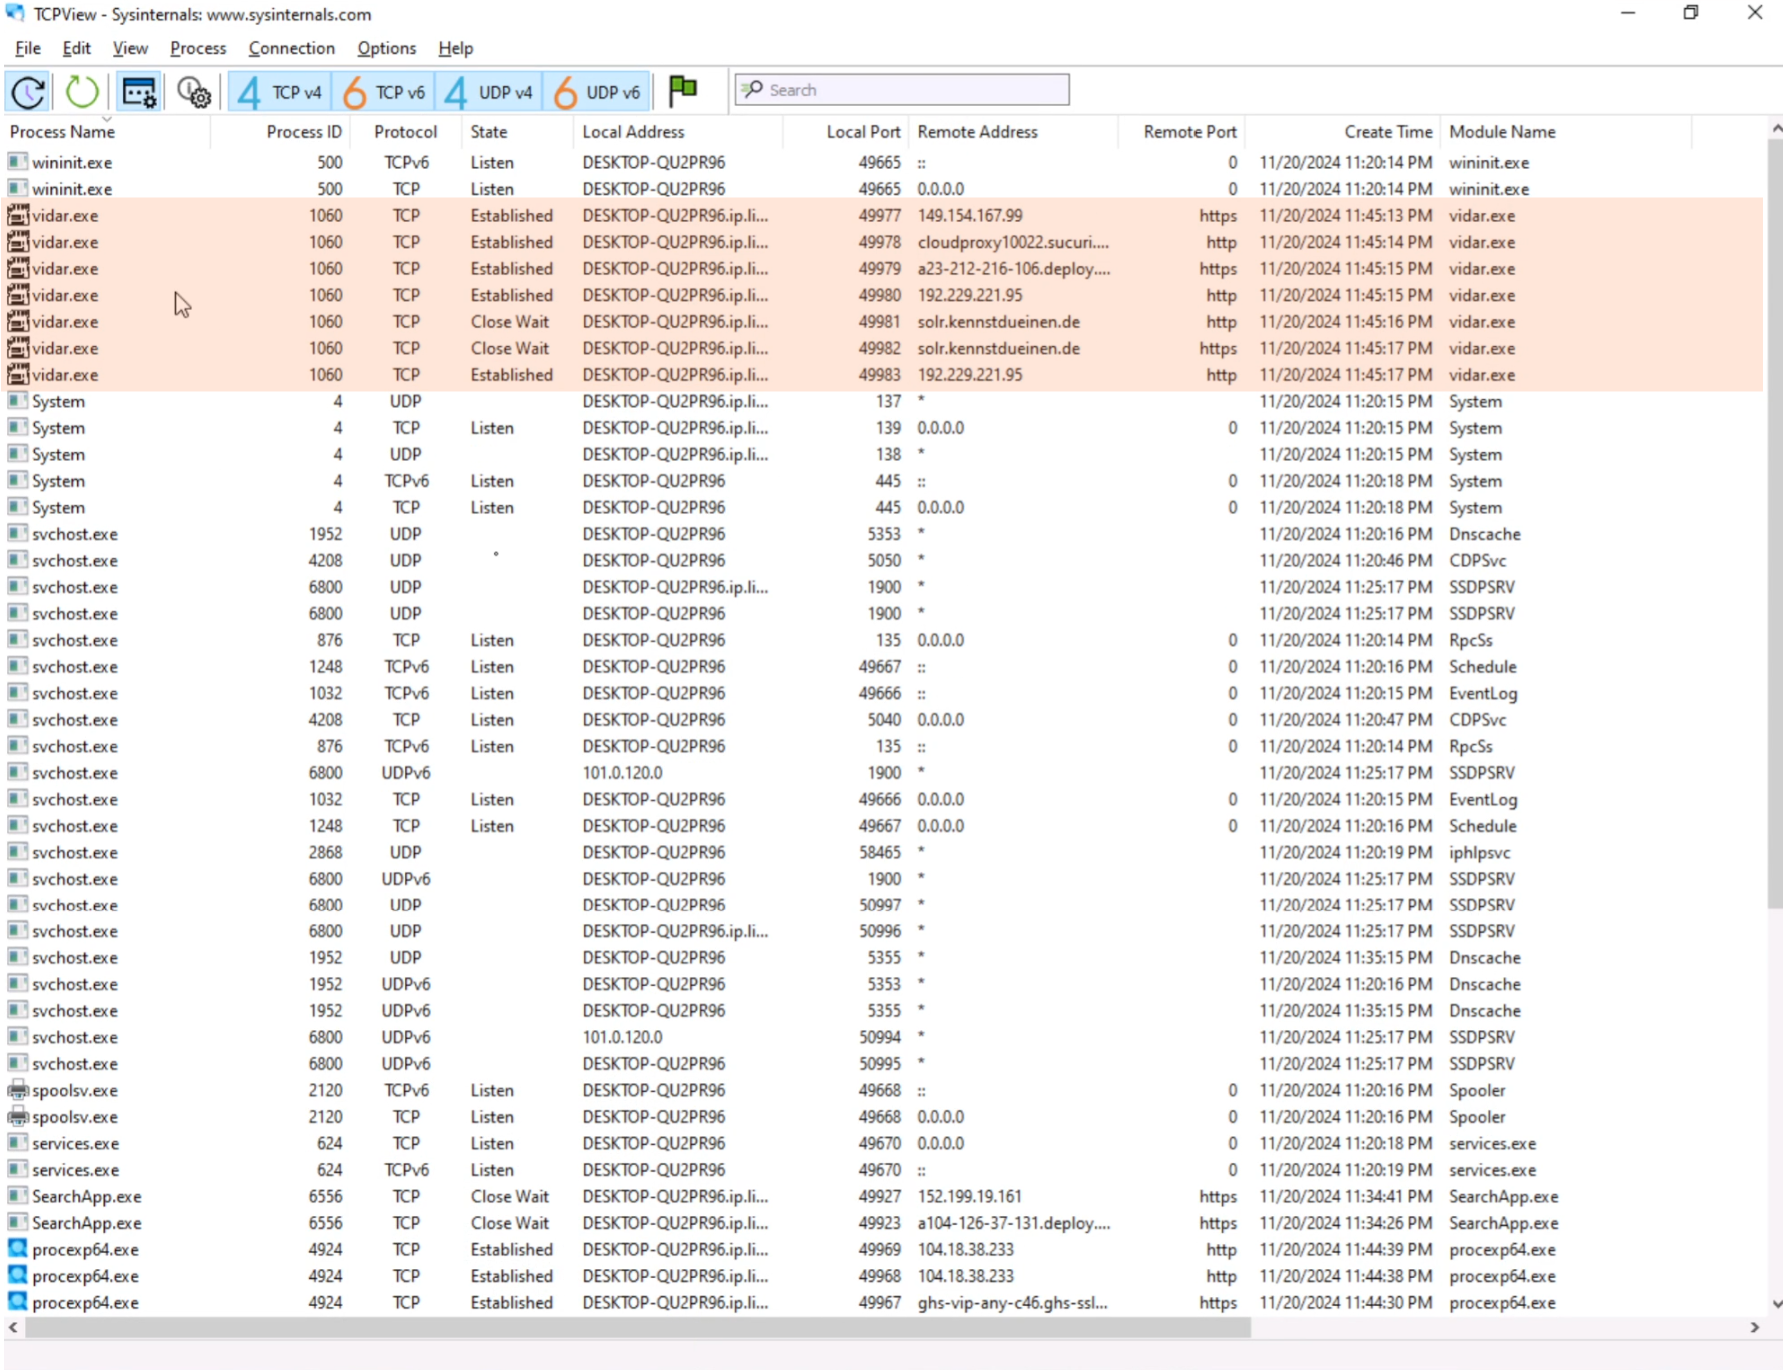 TCPView - Sysinternals: www.sysinternals.com
File Edit View Process Connection Options Help
4 TCP v4 6 TCP v6 4 UDP v4 6 UDP v6 Search
Process Name Process ID Protocol State Local Address Local Port Remote Address Remote Port Create Time Module Name
wininit.exe 500 TCPv6 Listen DESKTOP-QU2PR96 49665 :: 0 11/20/2024 11:20:14 PM wininit.exe
wininit.exe 500 TCP Listen DESKTOP-QU2PR96 49665 0.0.0.0 0 11/20/2024 11:20:14 PM wininit.exe
vidar.exe 1060 TCP Established DESKTOP-QU2PR96.ip.li... 49977 149.154.167.99 https 11/20/2024 11:45:13 PM vidar.exe
vidar.exe 1060 TCP Established DESKTOP-QU2PR96.ip.li... 49978 cloudproxy10022.sucuri.... http 11/20/2024 11:45:14 PM vidar.exe
vidar.exe 1060 TCP Established DESKTOP-QU2PR96.ip.li... 49979 a23-212-216-106.deploy.... https 11/20/2024 11:45:15 PM vidar.exe
vidar.exe 1060 TCP Established DESKTOP-QU2PR96.ip.li... 49980 192.229.221.95 http 11/20/2024 11:45:15 PM vidar.exe
vidar.exe 1060 TCP Close Wait DESKTOP-QU2PR96.ip.li... 49981 solr.kennstdueinen.de http 11/20/2024 11:45:16 PM vidar.exe
vidar.exe 1060 TCP Close Wait DESKTOP-QU2PR96.ip.li... 49982 solr.kennstdueinen.de https 11/20/2024 11:45:17 PM vidar.exe
vidar.exe 1060 TCP Established DESKTOP-QU2PR96.ip.li... 49983 192.229.221.95 http 11/20/2024 11:45:17 PM vidar.exe
System 4 UDP DESKTOP-QU2PR96.ip.li... 137 * 11/20/2024 11:20:15 PM System
System 4 TCP Listen DESKTOP-QU2PR96.ip.li... 139 0.0.0.0 0 11/20/2024 11:20:15 PM System
System 4 UDP DESKTOP-QU2PR96.ip.li... 138 * 11/20/2024 11:20:15 PM System
System 4 TCPv6 Listen DESKTOP-QU2PR96 445 :: 0 11/20/2024 11:20:18 PM System
System 4 TCP Listen DESKTOP-QU2PR96 445 0.0.0.0 0 11/20/2024 11:20:18 PM System
svchost.exe 1952 UDP DESKTOP-QU2PR96 5353 * 11/20/2024 11:20:16 PM Dnscache
svchost.exe 4208 UDP DESKTOP-QU2PR96 5050 * 11/20/2024 11:20:46 PM CDPSvc
svchost.exe 6800 UDP DESKTOP-QU2PR96.ip.li... 1900 * 11/20/2024 11:25:17 PM SSDPSRV
svchost.exe 6800 UDP DESKTOP-QU2PR96 1900 * 11/20/2024 11:25:17 PM SSDPSRV
svchost.exe 876 TCP Listen DESKTOP-QU2PR96 135 0.0.0.0 0 11/20/2024 11:20:14 PM RpcSs
svchost.exe 1248 TCPv6 Listen DESKTOP-QU2PR96 49667 :: 0 11/20/2024 11:20:16 PM Schedule
svchost.exe 1032 TCPv6 Listen DESKTOP-QU2PR96 49666 :: 0 11/20/2024 11:20:15 PM EventLog
svchost.exe 4208 TCP Listen DESKTOP-QU2PR96 5040 0.0.0.0 0 11/20/2024 11:20:47 PM CDPSvc
svchost.exe 876 TCPv6 Listen DESKTOP-QU2PR96 135 :: 0 11/20/2024 11:20:14 PM RpcSs
svchost.exe 6800 UDPv6 101.0.120.0 1900 * 11/20/2024 11:25:17 PM SSDPSRV
svchost.exe 1032 TCP Listen DESKTOP-QU2PR96 49666 0.0.0.0 0 11/20/2024 11:20:15 PM EventLog
svchost.exe 1248 TCP Listen DESKTOP-QU2PR96 49667 0.0.0.0 0 11/20/2024 11:20:16 PM Schedule
svchost.exe 2868 UDP DESKTOP-QU2PR96 58465 * 11/20/2024 11:20:19 PM iphlpsvc
svchost.exe 6800 UDPv6 DESKTOP-QU2PR96 1900 * 11/20/2024 11:25:17 PM SSDPSRV
svchost.exe 6800 UDP DESKTOP-QU2PR96 50997 * 11/20/2024 11:25:17 PM SSDPSRV
svchost.exe 6800 UDP DESKTOP-QU2PR96.ip.li... 50996 * 11/20/2024 11:25:17 PM SSDPSRV
svchost.exe 1952 UDP DESKTOP-QU2PR96 5355 * 11/20/2024 11:35:15 PM Dnscache
svchost.exe 1952 UDPv6 DESKTOP-QU2PR96 5353 * 11/20/2024 11:20:16 PM Dnscache
svchost.exe 1952 UDPv6 DESKTOP-QU2PR96 5355 * 11/20/2024 11:35:15 PM Dnscache
svchost.exe 6800 UDPv6 101.0.120.0 50994 * 11/20/2024 11:25:17 PM SSDPSRV
svchost.exe 6800 UDPv6 DESKTOP-QU2PR96 50995 * 11/20/2024 11:25:17 PM SSDPSRV
spoolsv.exe 2120 TCPv6 Listen DESKTOP-QU2PR96 49668 :: 0 11/20/2024 11:20:16 PM Spooler
spoolsv.exe 2120 TCP Listen DESKTOP-QU2PR96 49668 0.0.0.0 0 11/20/2024 11:20:16 PM Spooler
services.exe 624 TCP Listen DESKTOP-QU2PR96 49670 0.0.0.0 0 11/20/2024 11:20:18 PM services.exe
services.exe 624 TCPv6 Listen DESKTOP-QU2PR96 49670 :: 0 11/20/2024 11:20:19 PM services.exe
SearchApp.exe 6556 TCP Close Wait DESKTOP-QU2PR96.ip.li... 49927 152.199.19.161 https 11/20/2024 11:34:41 PM SearchApp.exe
SearchApp.exe 6556 TCP Close Wait DESKTOP-QU2PR96.ip.li... 49923 a104-126-37-131.deploy.... https 11/20/2024 11:34:26 PM SearchApp.exe
procexp64.exe 4924 TCP Established DESKTOP-QU2PR96.ip.li... 49969 104.18.38.233 http 11/20/2024 11:44:39 PM procexp64.exe
procexp64.exe 4924 TCP Established DESKTOP-QU2PR96.ip.li... 49968 104.18.38.233 http 11/20/2024 11:44:38 PM procexp64.exe
procexp64.exe 4924 TCP Established DESKTOP-QU2PR96.ip.li... 49967 ghs-vip-any-c46.ghs-ssl... https 11/20/2024 11:44:30 PM procexp64.exe